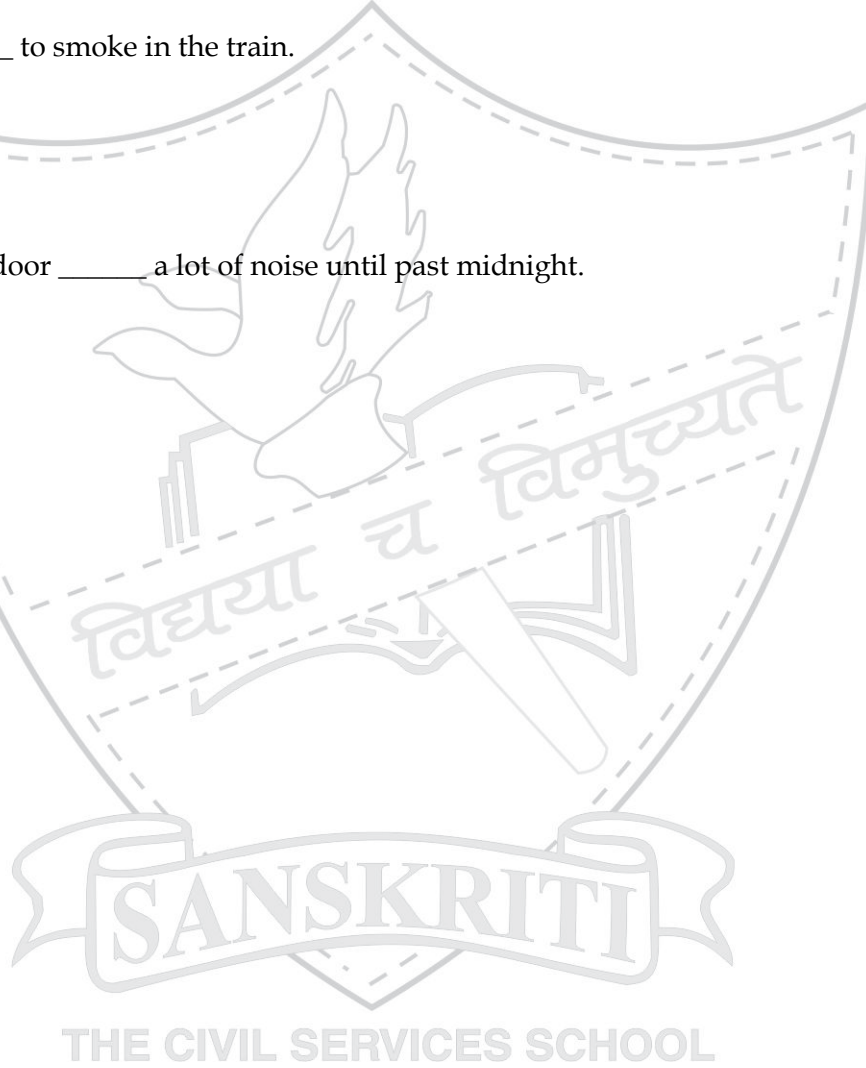 _ to smoke in the train.
door ______ a lot of noise until past midnight.
विद्यया च विमुच्यते
SANSKRITI
THE CIVIL SERVICES SCHOOL